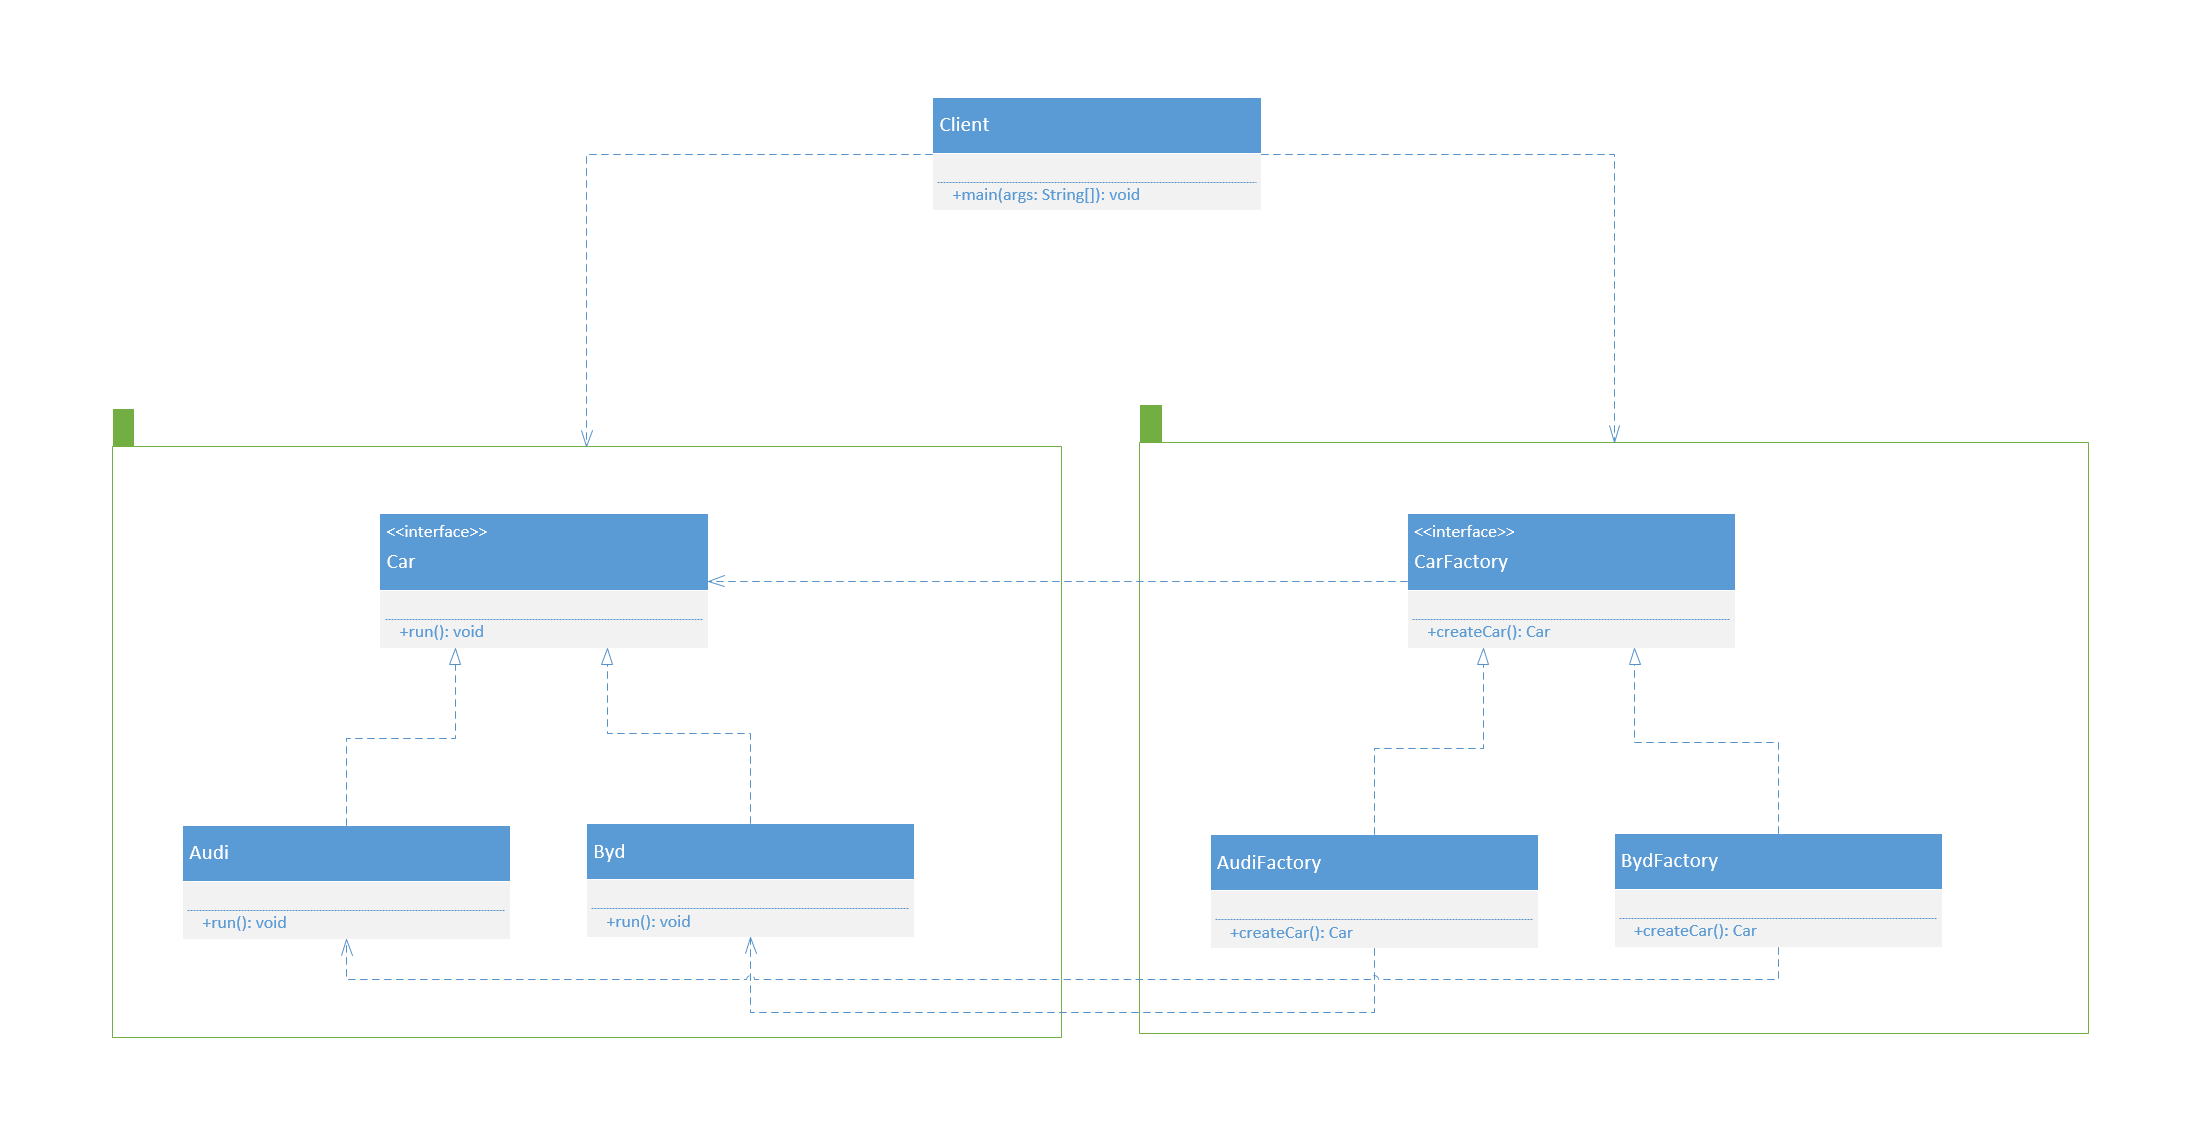 Client
+main(args: String[]): void
<<interface>>
Car
+run(): void
<<interface>>
CarFactory
+createCar(): Car
Audi
+run(): void
Byd
+run(): void
AudiFactory
+createCar(): Car
BydFactory
+createCar(): Car